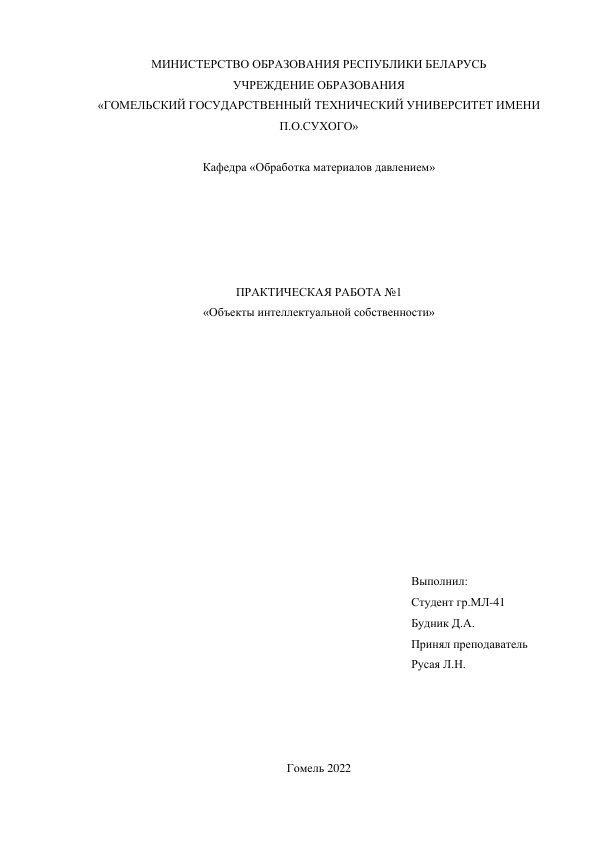 МИНИСТЕРСТВО ОБРАЗОВАНИЯ РЕСПУБЛИКИ БЕЛАРУСЬ
УЧРЕЖДЕНИЕ ОБРАЗОВАНИЯ
«ГОМЕЛЬСКИЙ ГОСУДАРСТВЕННЫЙ ТЕХНИЧЕСКИЙ УНИВЕРСИТЕТ ИМЕНИ
П.О.СУХОГО»
Кафедра «Обработка материалов давлением»
ПРАКТИЧЕСКАЯ РАБОТА №1
«Объекты интеллектуальной собственности»
Выполнил:
Студент гр.МЛ-41
Будник Д.А.
Принял преподаватель
Русая Л.Н.
Гомель 2022